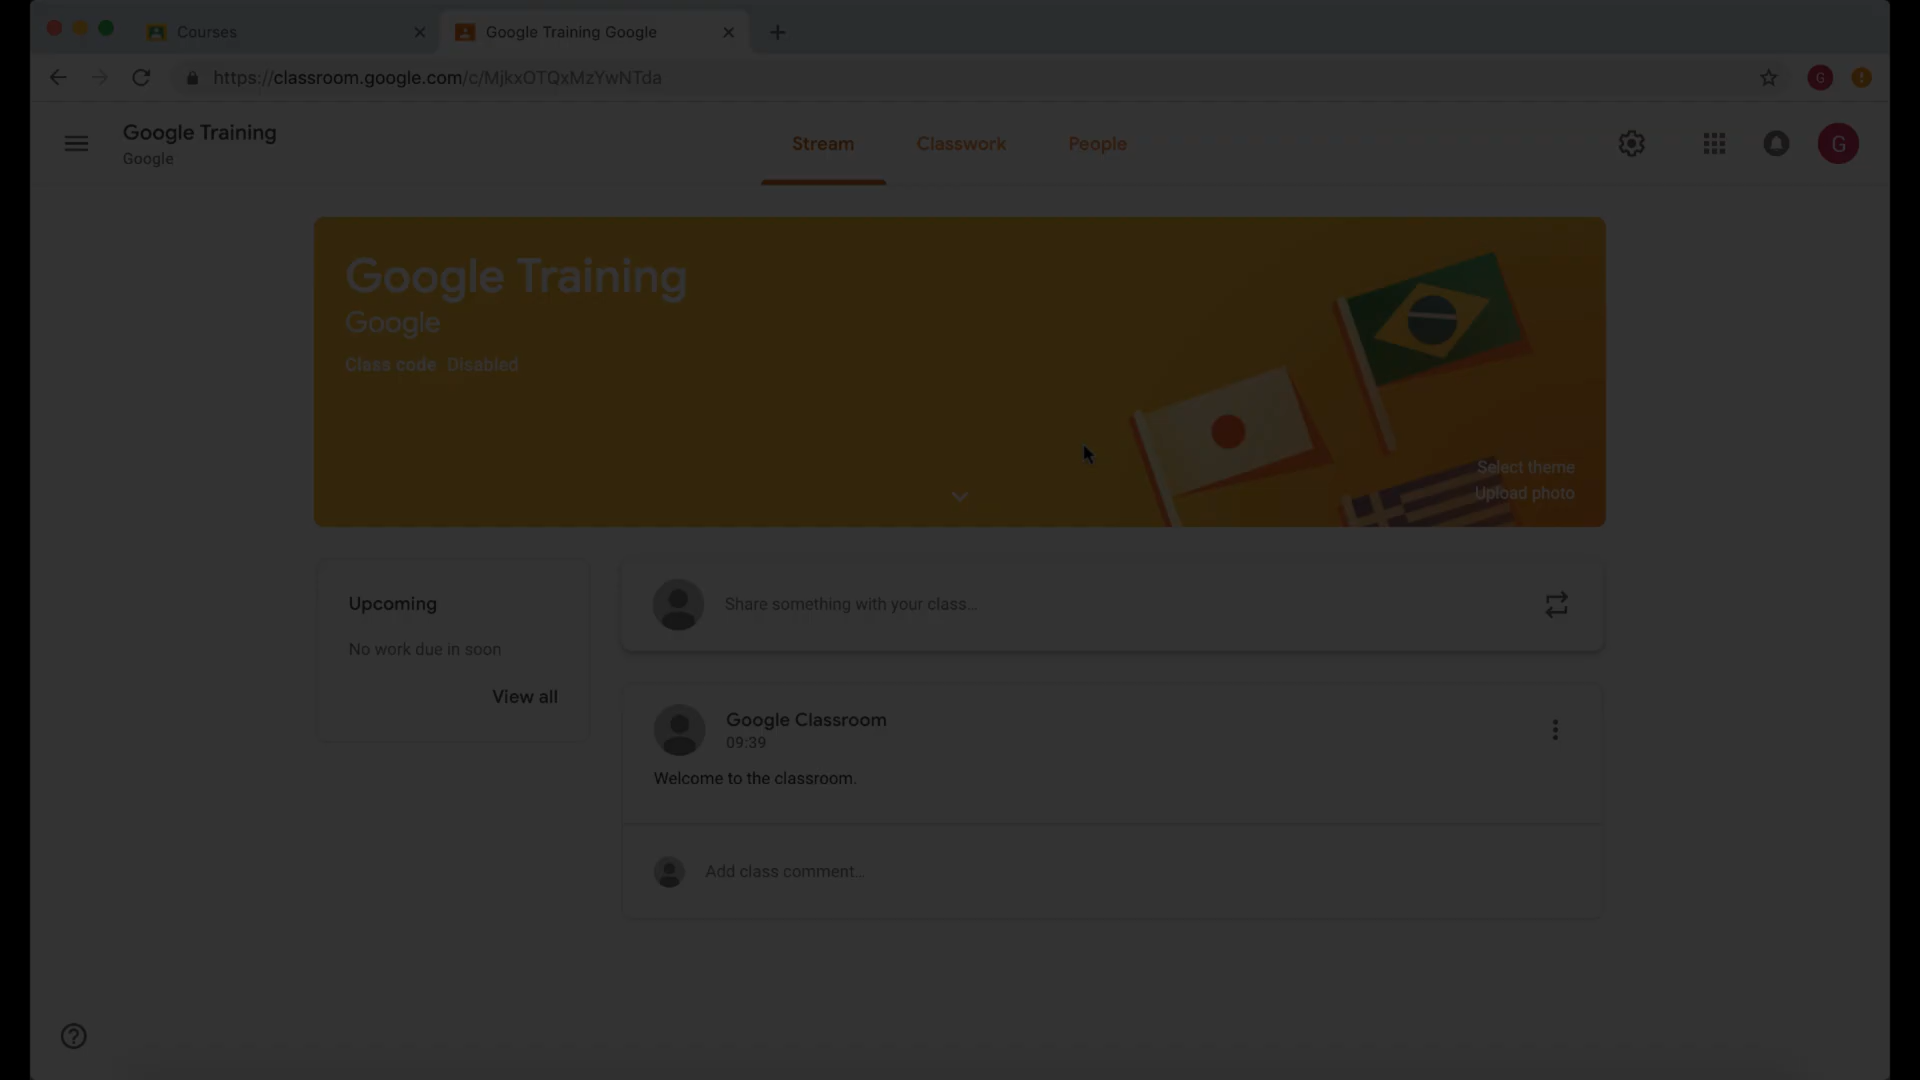 Courses
Google Training Google
https://classroom.google.com/c/MjkxOTQxMzYwNTda
G
Google Training
Google
Stream
Classwork
People
G
Google Training
Google
Class code Disabled
Select theme
Upload photo
Upcoming
No work due in soon
View all
Share something with your class...
Google Classroom
09:39
Welcome to the classroom.
Add class comment...